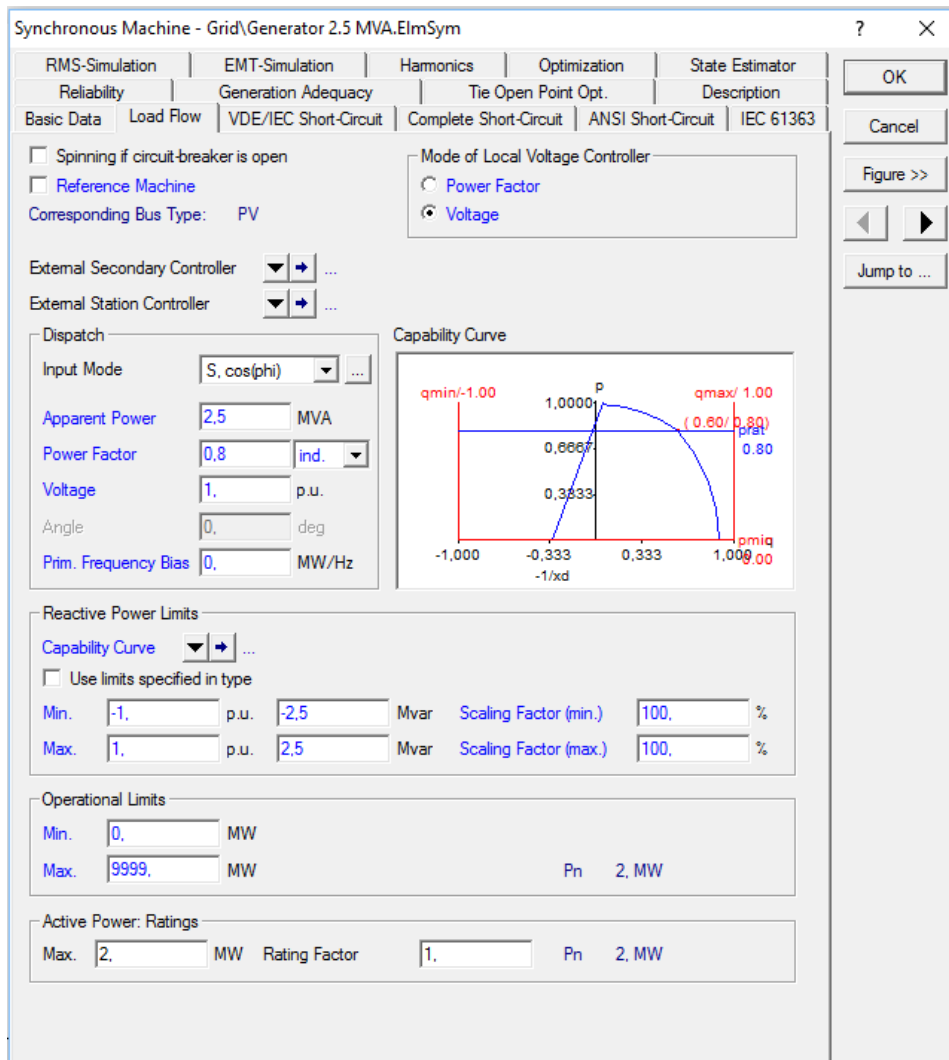 Synchronous Machine - Grid\Generator 2.5 MVA.ElmSym ? ×
RMS-Simulation EMT-Simulation Harmonics Optimization State Estimator
Reliability Generation Adequacy Tie Open Point Opt. Description
Basic Data Load Flow VDE/IEC Short-Circuit Complete Short-Circuit ANSI Short-Circuit IEC 61363
OK
Cancel
Figure >>
Jump to ...
Spinning if circuit-breaker is open
Reference Machine
Corresponding Bus Type: PV
Mode of Local Voltage Controller
Power Factor
Voltage
External Secondary Controller ...
External Station Controller ...
Dispatch
Input Mode S, cos(phi) ...
Apparent Power 2,5 MVA
Power Factor 0,8 ind.
Voltage 1, p.u.
Angle 0, deg
Prim. Frequency Bias 0, MW/Hz
Capability Curve
p
qmin/-1.00 1,0000 qmax/ 1.00
( 0.60/ 0.80)
prat
0,6667 0.80
0,3333
pmin
q
-1,000 -0,333 0,333 1,000 0.00
-1/xd
Reactive Power Limits
Capability Curve ...
Use limits specified in type
Min. -1, p.u. -2,5 Mvar Scaling Factor (min.) 100, %
Max. 1, p.u. 2,5 Mvar Scaling Factor (max.) 100, %
Operational Limits
Min. 0, MW
Max. 9999, MW Pn 2, MW
Active Power: Ratings
Max. 2, MW Rating Factor 1, Pn 2, MW